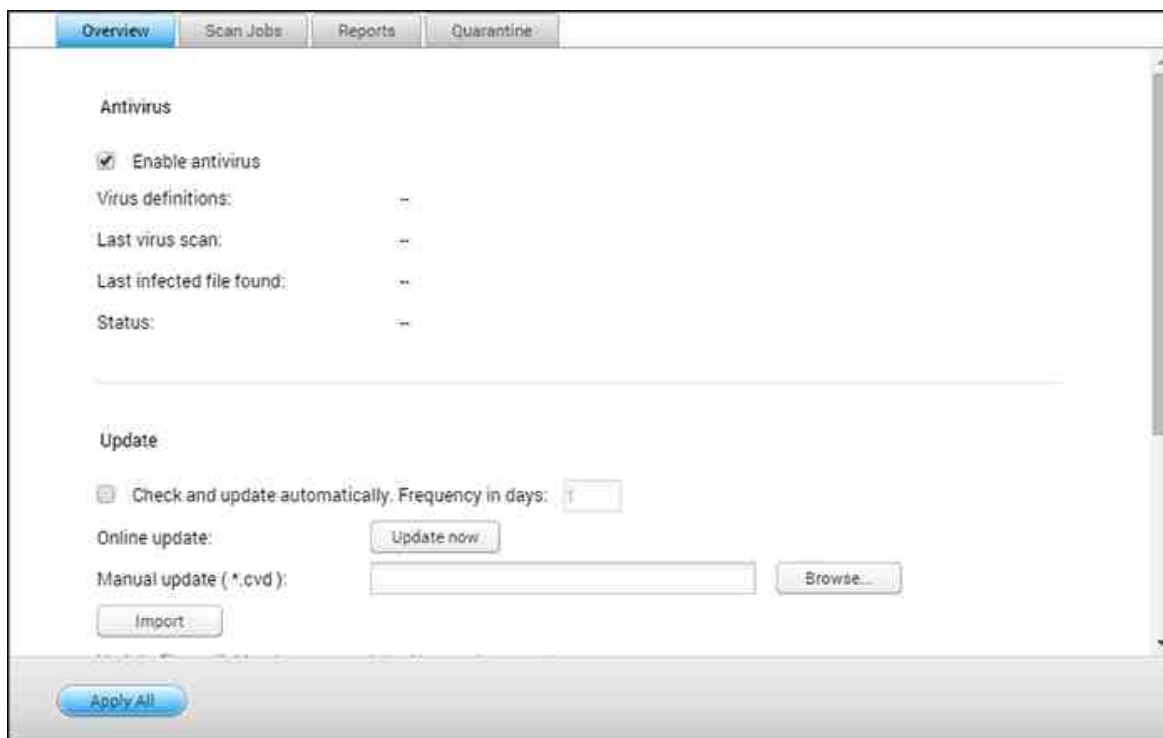 Overview Scan Jobs Reports Quarantine
Antivirus
Enable antivirus
Virus definitions: --
Last virus scan: --
Last infected file found: --
Status: --
Update
Check and update automatically. Frequency in days: 1
Online update: Update now
Manual update ( *.cvd ): Browse...
Import
Apply All